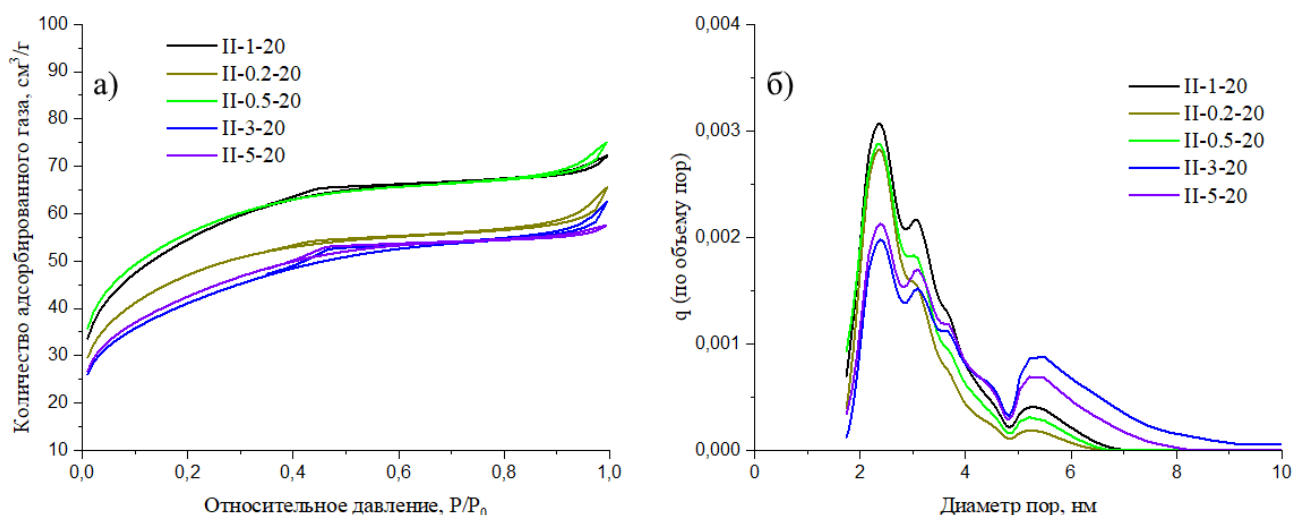 а)
Количество адсорбированного газа, см³/г
100
90
80
70
60
50
40
30
20
10
0,0
0,2
0,4
0,6
0,8
1,0
Относительное давление, P/P₀
II-1-20
II-0.2-20
II-0.5-20
II-3-20
II-5-20
б)
q (по объему пор)
0,004
0,003
0,002
0,001
0,000
0
2
4
6
8
10
Диаметр пор, нм
II-1-20
II-0.2-20
II-0.5-20
II-3-20
II-5-20